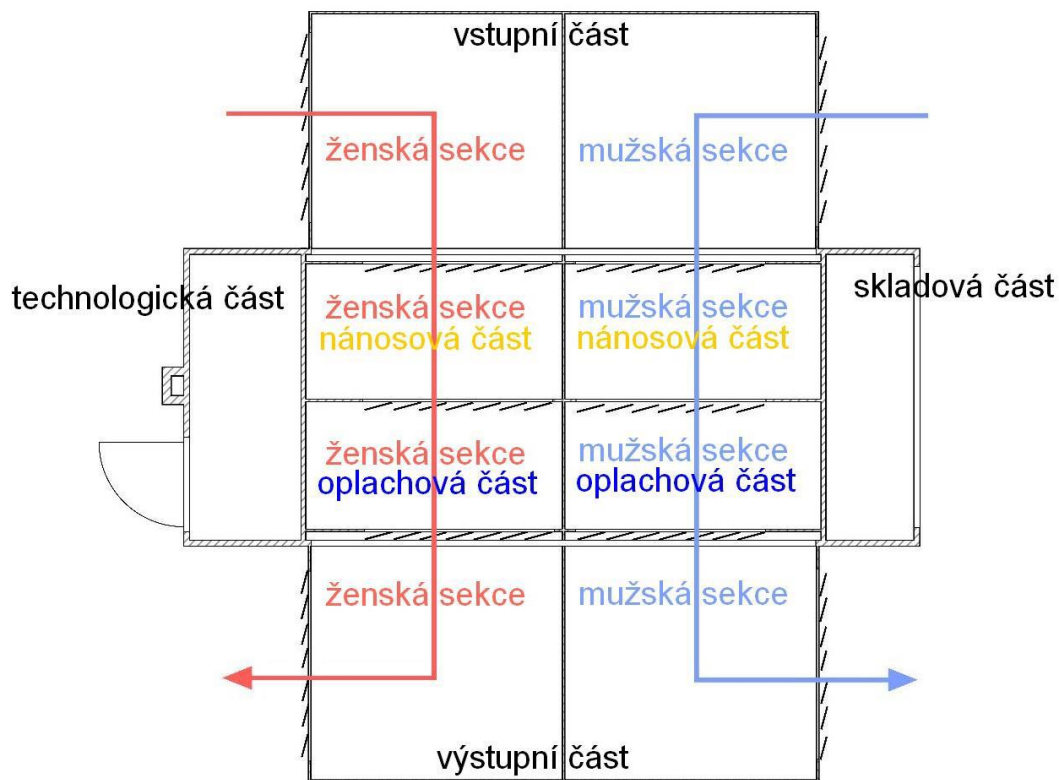 vstupní část
ženská sekce
mužská sekce
technologická část
skladová část
ženská sekce
nánosová část
mužská sekce
nánosová část
ženská sekce
oplachová část
mužská sekce
oplachová část
ženská sekce
mužská sekce
výstupní část